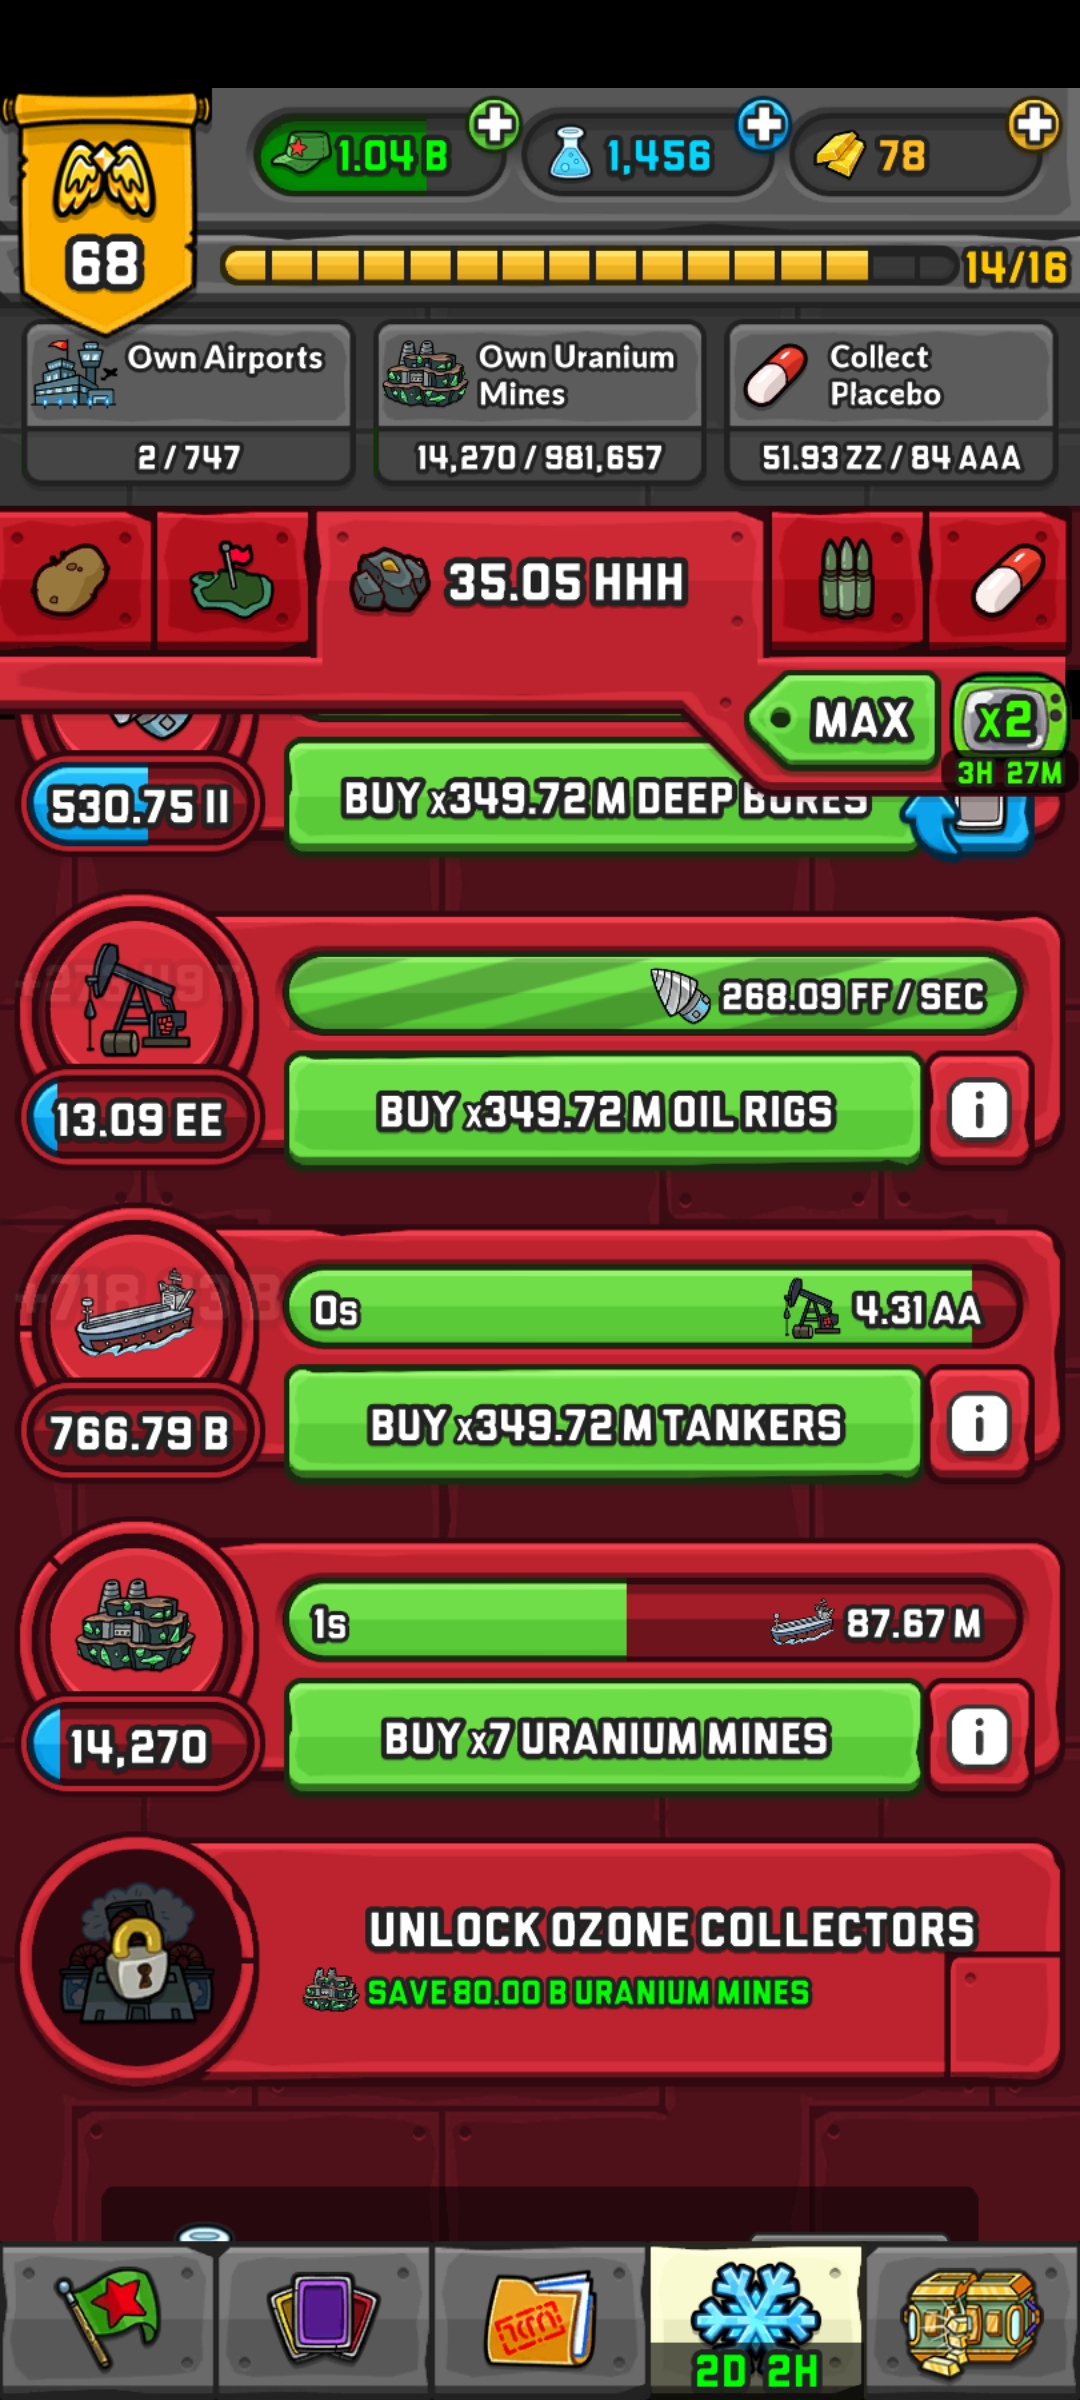 1.04 B
1,456
78
68
14/16
Own Airports
2 / 747
Own Uranium
Mines
14,270 / 981,657
Collect
Placebo
51.93 ZZ / 84 AAA
35.05 HHH
MAX
x2
3H 27M
530.75 II
BUY x349.72 M DEEP BORES
268.09 FF / SEC
13.09 EE
BUY x349.72 M OIL RIGS
i
0s
4.31 AA
766.79 B
BUY x349.72 M TANKERS
i
1s
87.67 M
14,270
BUY x7 URANIUM MINES
i
UNLOCK OZONE COLLECTORS
SAVE 80.00 B URANIUM MINES
2D 2H